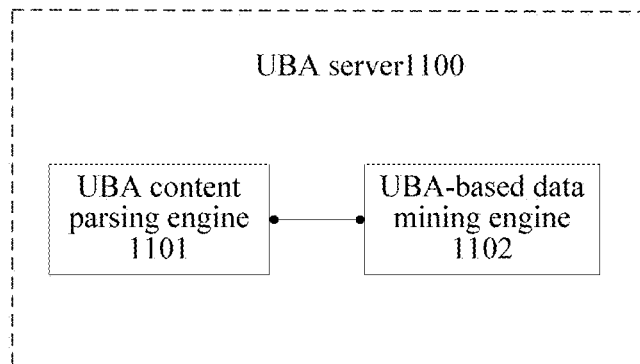 UBA server1100
UBA content
parsing engine
1101
UBA-based data
mining engine
1102